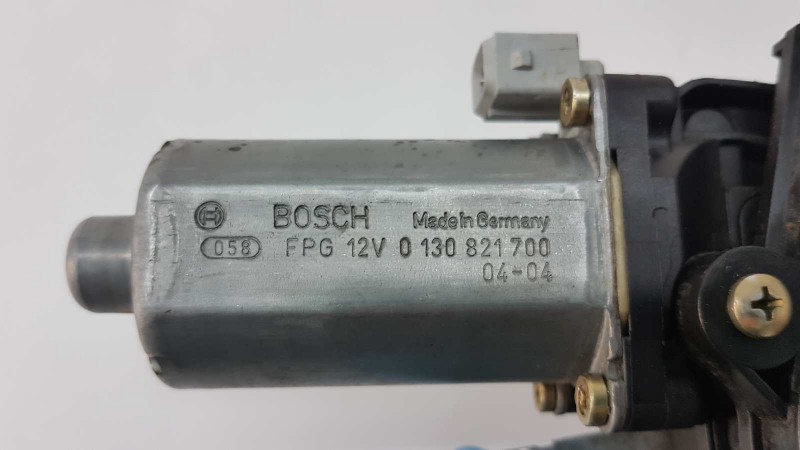 BOSCH Made in Germany
058 FPG 12V 0 130 821 700
04-04